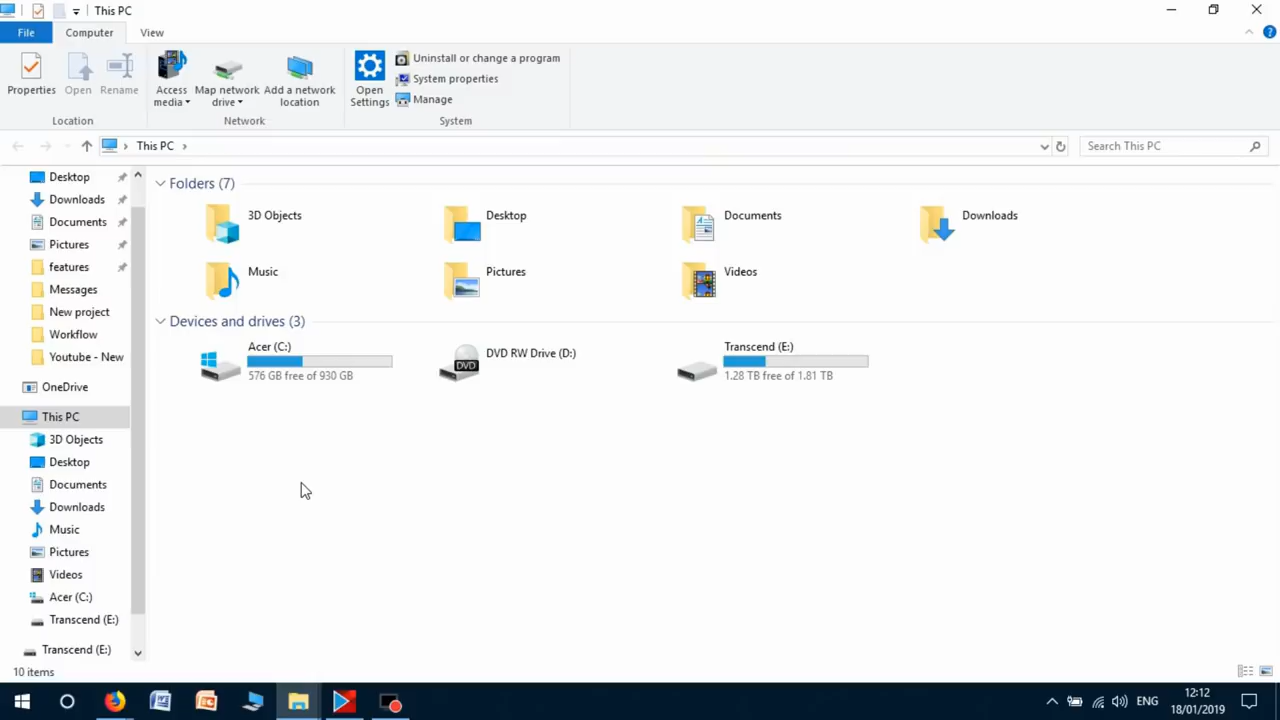 This PC
File
Computer
View
Properties
Open
Rename
Location
Access media
Map network drive
Add a network location
Network
Open Settings
Uninstall or change a program
System properties
Manage
System
This PC
Search This PC
Desktop
Downloads
Documents
Pictures
features
Messages
New project
Workflow
Youtube - New
OneDrive
This PC
3D Objects
Desktop
Documents
Downloads
Music
Pictures
Videos
Acer (C:)
Transcend (E:)
Transcend (E:)
Folders (7)
3D Objects
Desktop
Documents
Downloads
Music
Pictures
Videos
Devices and drives (3)
Acer (C:)
576 GB free of 930 GB
DVD
DVD RW Drive (D:)
Transcend (E:)
1.28 TB free of 1.81 TB
10 items
ENG
12:12
18/01/2019